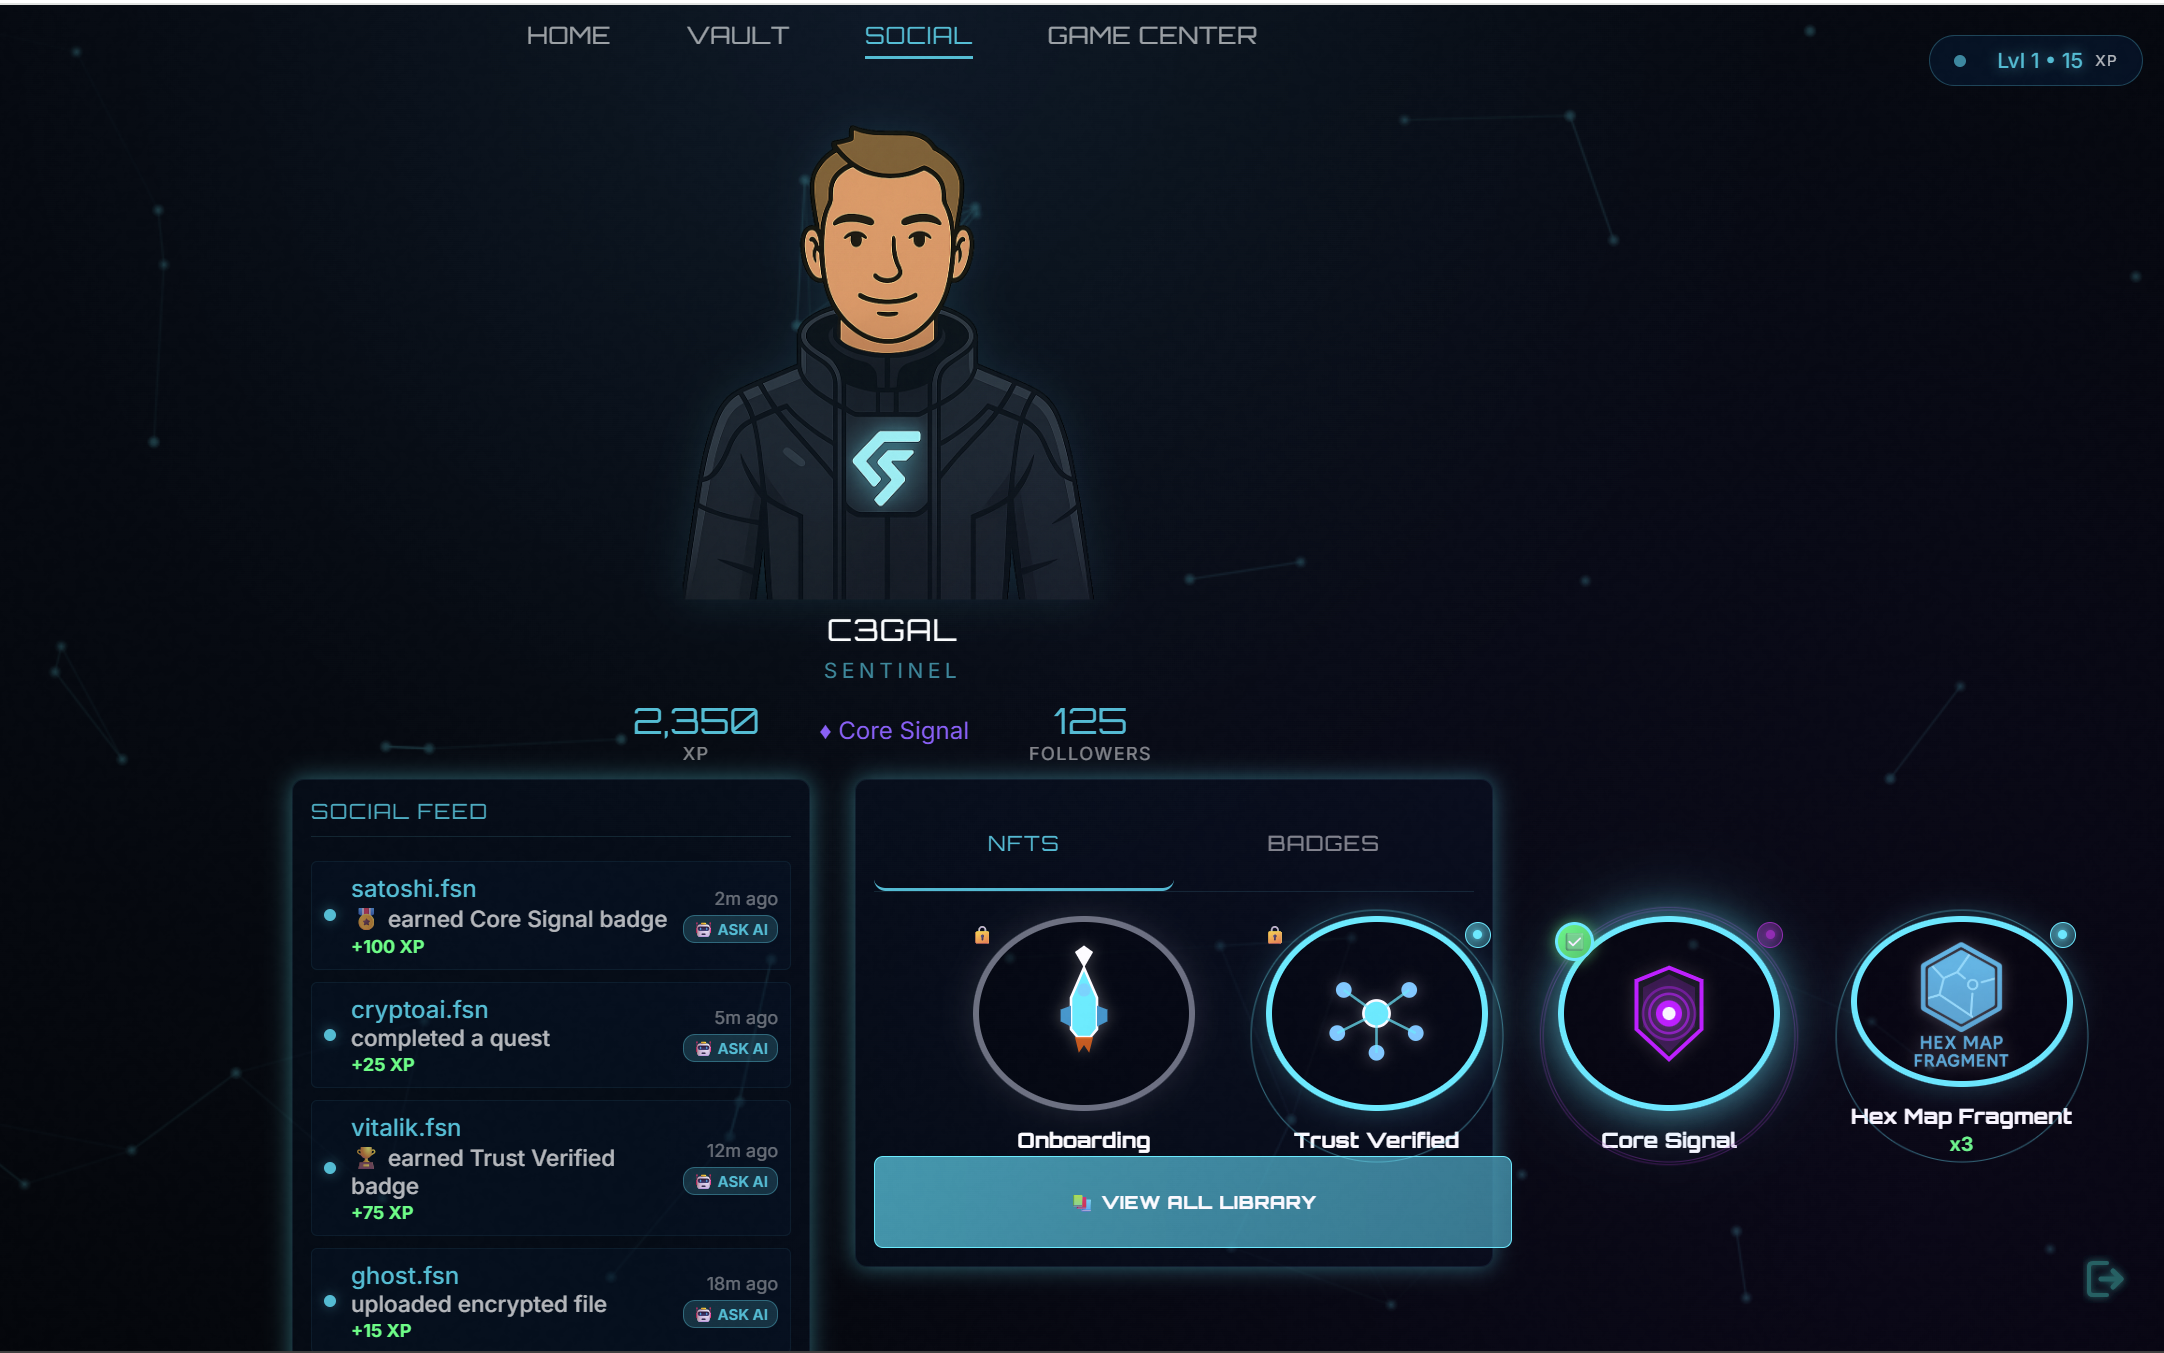 HOME VAULT SOCIAL GAME CENTER
Lvl 1 • 15 XP
C3GAL
SENTINEL
2,350
XP
♦ Core Signal
125
FOLLOWERS
SOCIAL FEED
satoshi.fsn
🏅 earned Core Signal badge
+100 XP
2m ago
ASK AI
cryptoai.fsn
completed a quest
+25 XP
5m ago
ASK AI
vitalik.fsn
🏆 earned Trust Verified
badge
+75 XP
12m ago
ASK AI
ghost.fsn
uploaded encrypted file
+15 XP
18m ago
ASK AI
NFTS BADGES
Onboarding
Trust Verified
Core Signal
HEX MAP
FRAGMENT
Hex Map Fragment
x3
VIEW ALL LIBRARY